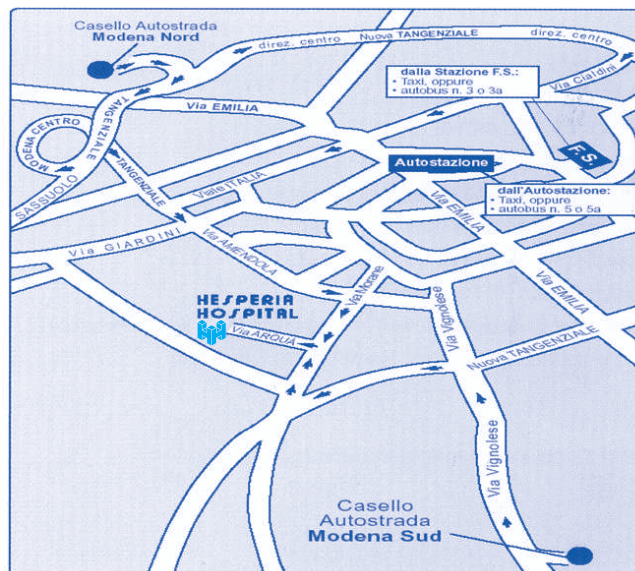 Casello Autostrada
Modena Nord
direz. centro
Nuova TANGENZIALE
direz. centro
dalla Stazione F.S.:
• Taxi, oppure
• autobus n. 3 o 3a
Via Cialdini
Via EMILIA
TANGENZIALE
MODENA CENTRO
SASSUOLO
TANGENZIALE
Viale ITALIA
Autostazione
F.S.
dall'Autostazione:
• Taxi, oppure
• autobus n. 5 o 5a
Via EMILIA
Via GIARDINI
Via AMENDOLA
Via Morane
Via EMILIA
HESPERIA
HOSPITAL
Via ARQUÀ
Via Vignolese
Nuova TANGENZIALE
Via Vignolese
Casello
Autostrada
Modena Sud